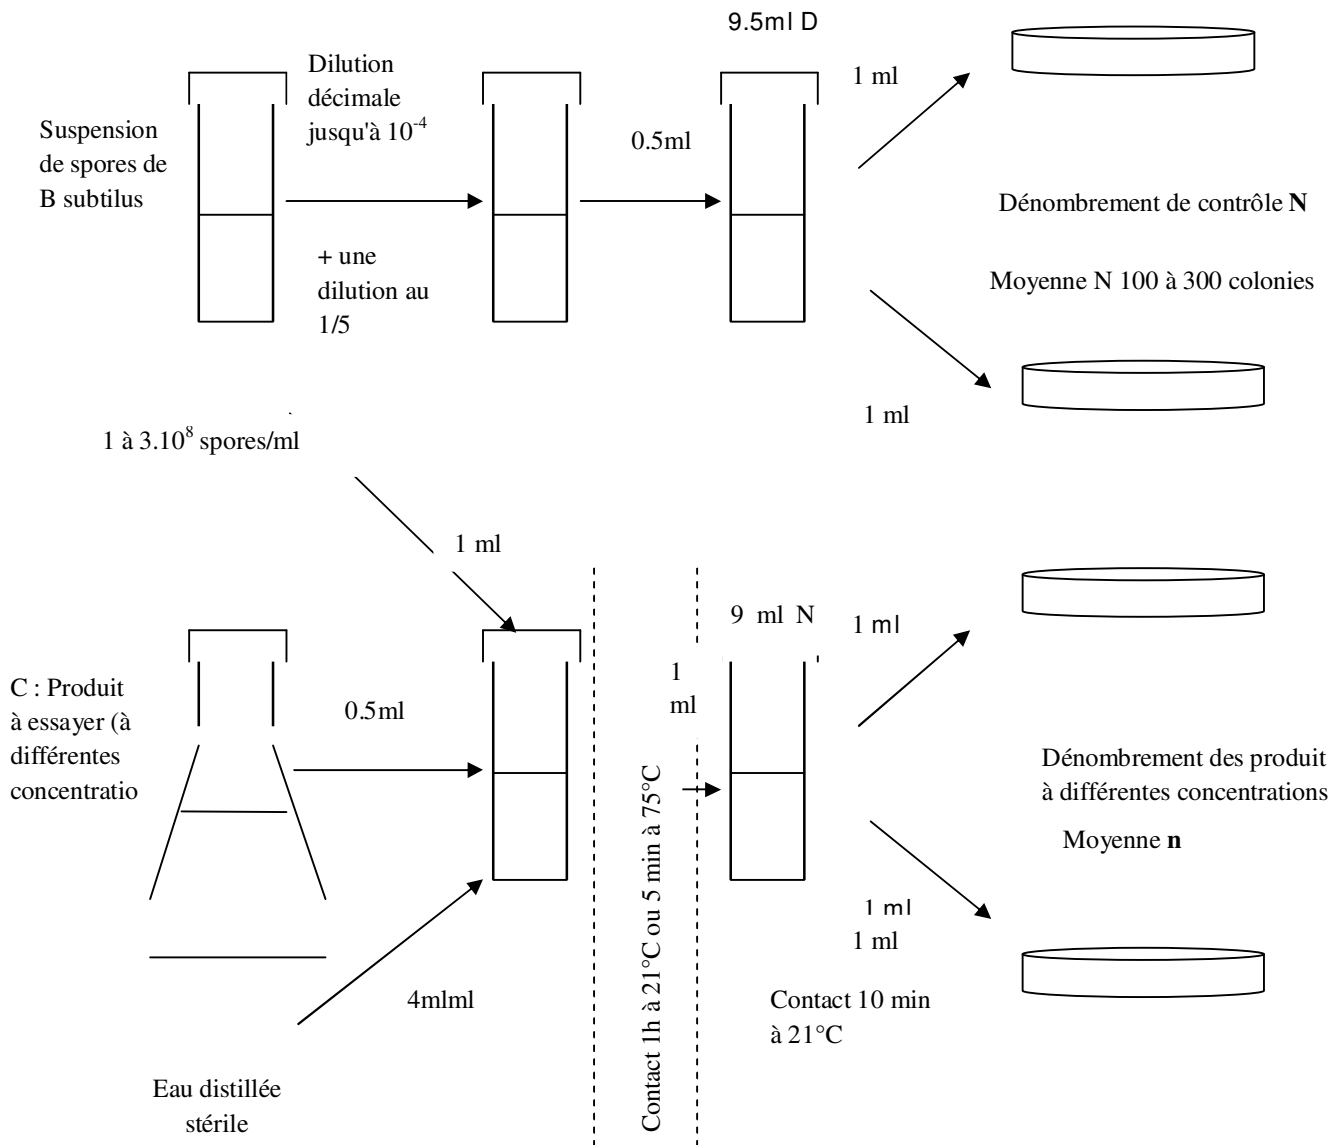 9.5ml D
Dilution
décimale
jusqu'à 10⁻⁴
1 ml
Suspension
de spores de
B subtilus
0.5ml
+ une
dilution au
1/5
Dénombrement de contrôle N
Moyenne N 100 à 300 colonies
1 ml
1 à 3.10⁸ spores/ml
1 ml
9 ml N
1 ml
C : Produit
à essayer (à
différentes
concentratio
0.5ml
1
ml
Contact 1h à 21°C ou 5 min à 75°C
Dénombrement des produit
à différentes concentrations
Moyenne n
1 ml
1 ml
4mlml
Contact 10 min
à 21°C
Eau distillée
stérile